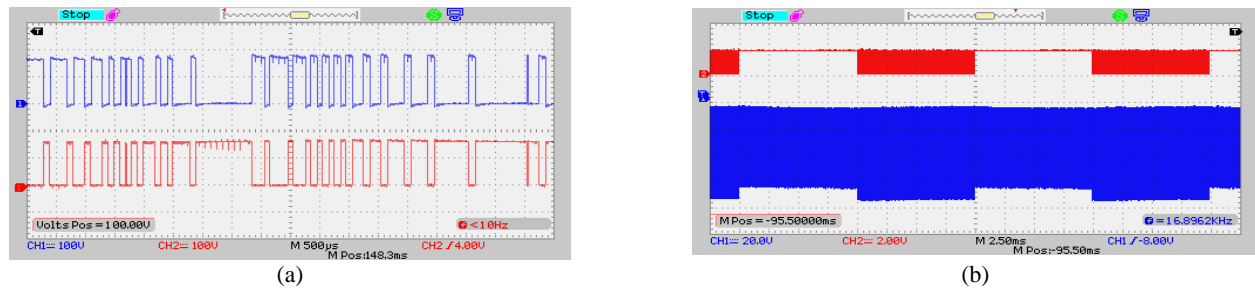 Stop
T
1
2
Volts Pos = 100.00V
<10Hz
CH1 100V CH2 100V M 500µs CH2 /4.00V
M Pos:148.3ms
(a)
Stop
T
2
T
1
M Pos = -95.50000ms
=16.8962KHz
CH1 20.0V CH2 2.00V M 2.50ms CH1 /-8.00V
M Pos:-95.50ms
(b)